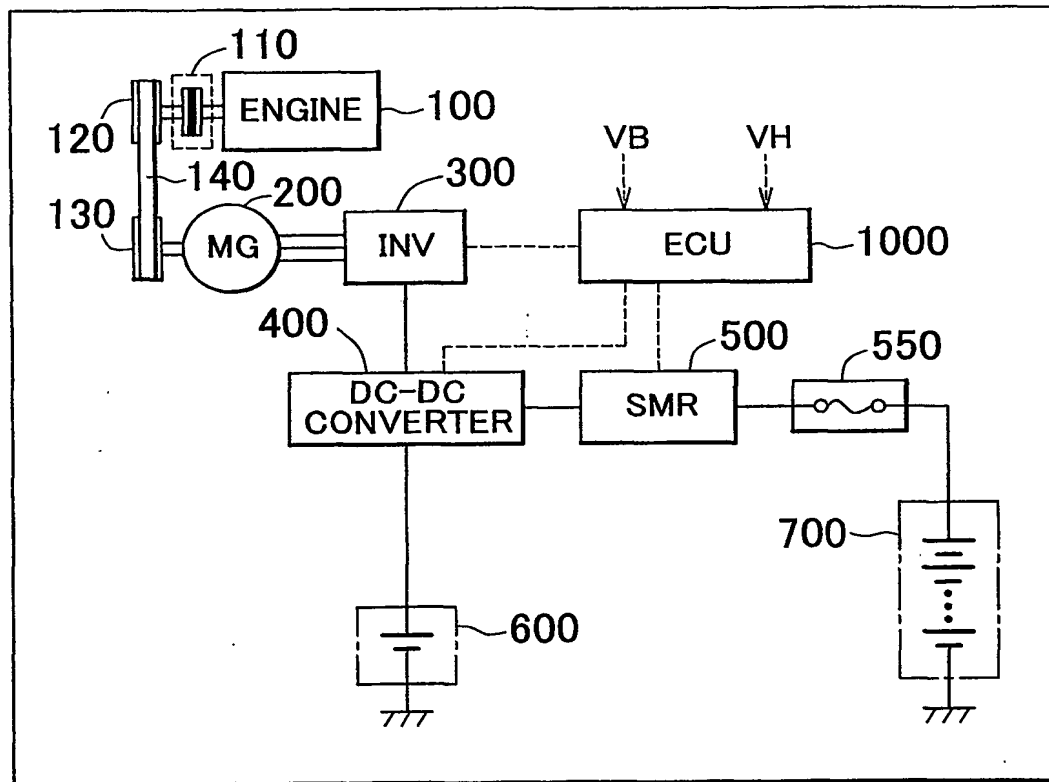 110
ENGINE
100
120
140
VB
VH
200
300
130
MG
INV
ECU
1000
400
500
550
DC-DC
CONVERTER
SMR
700
600